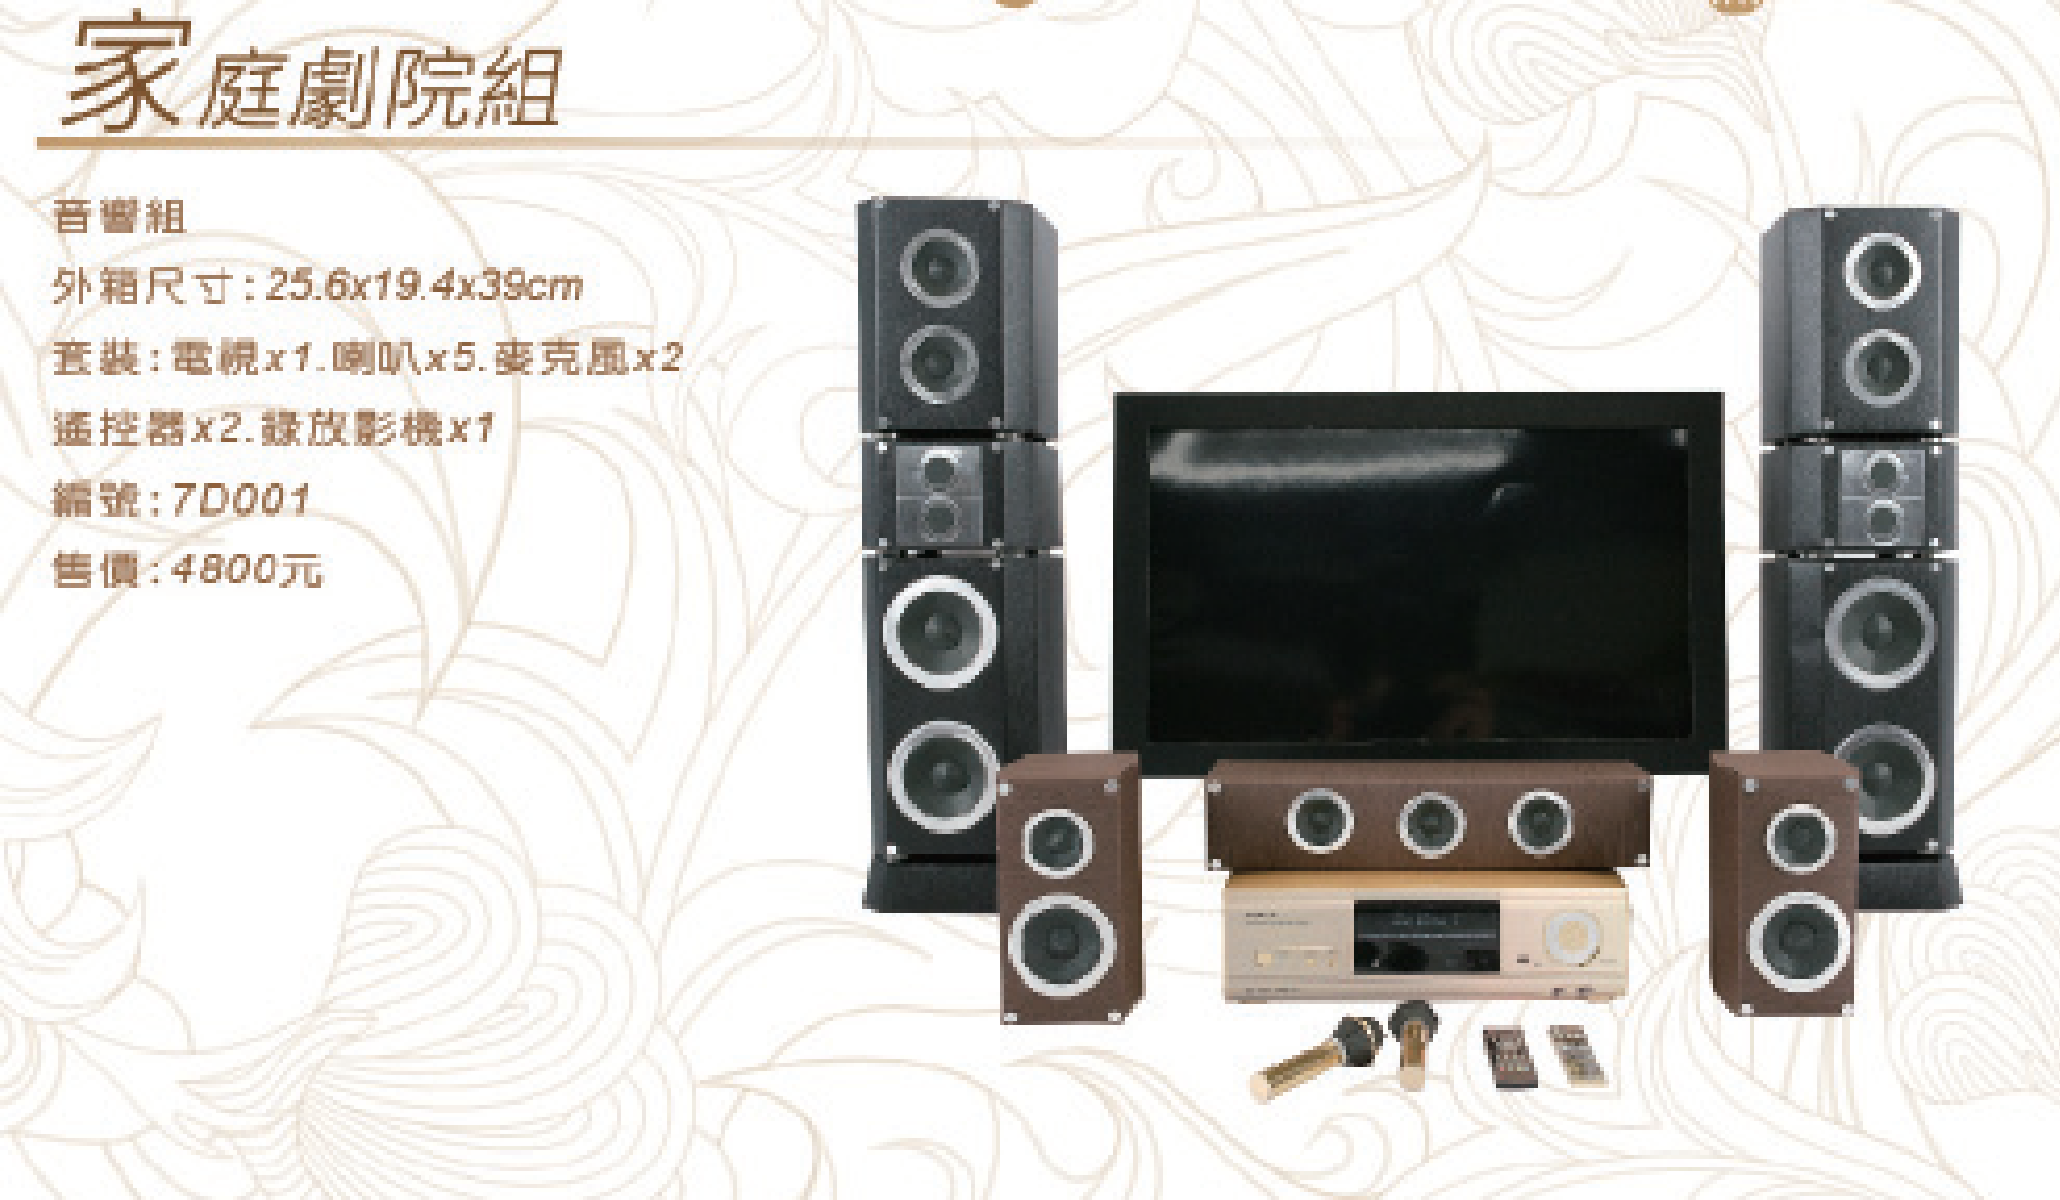 家庭劇院組
音響組
外箱尺寸:25.6x19.4x39cm
套裝:電視x1.喇叭x5.麥克風x2
遙控器x2.錄放影機x1
編號:7D001
售價:4800元